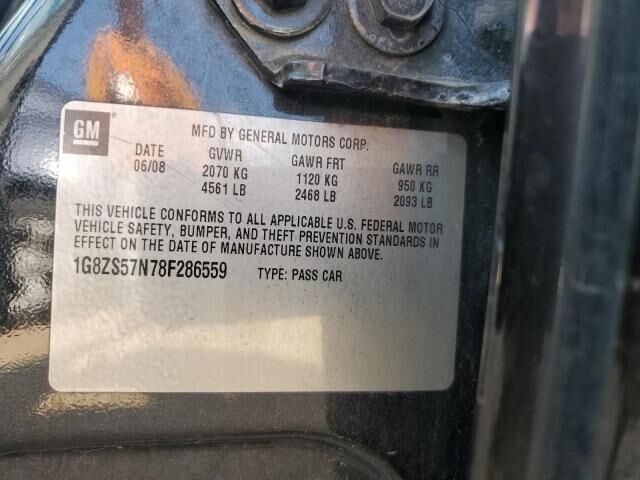 GM ®
MFD BY GENERAL MOTORS CORP.
DATE GVWR GAWR FRT GAWR RR
06/08 2070 KG 1120 KG 950 KG
4561 LB 2468 LB 2093 LB
THIS VEHICLE CONFORMS TO ALL APPLICABLE U.S. FEDERAL MOTOR
VEHICLE SAFETY, BUMPER, AND THEFT PREVENTION STANDARDS IN
EFFECT ON THE DATE OF MANUFACTURE SHOWN ABOVE.
1G8ZS57N78F286559 TYPE: PASS CAR